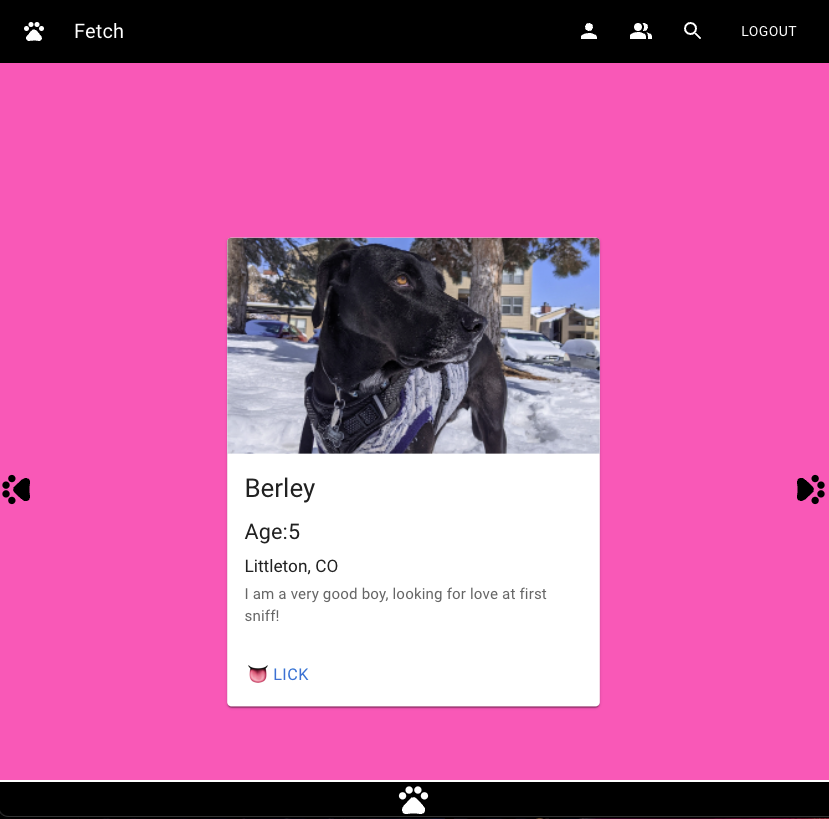 Fetch
LOGOUT
Berley
Age:5
Littleton, CO
I am a very good boy, looking for love at first
sniff!
LICK